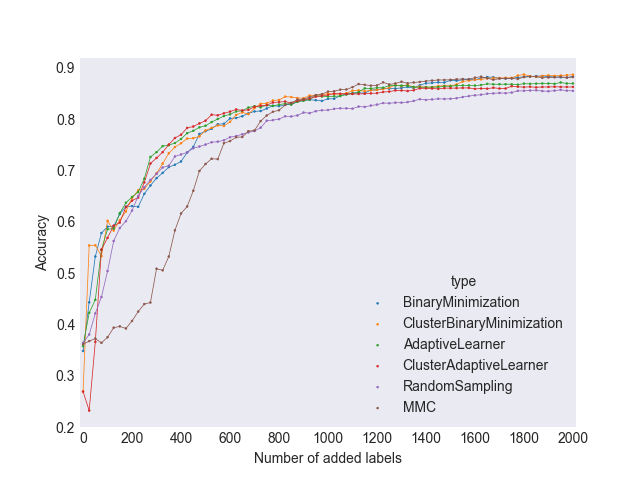 0.9
0.8
0.7
0.6
0.5
0.4
0.3
0.2
Accuracy
type
BinaryMinimization
ClusterBinaryMinimization
AdaptiveLearner
ClusterAdaptiveLearner
RandomSampling
MMC
0 200 400 600 800 1000 1200 1400 1600 1800 2000
Number of added labels